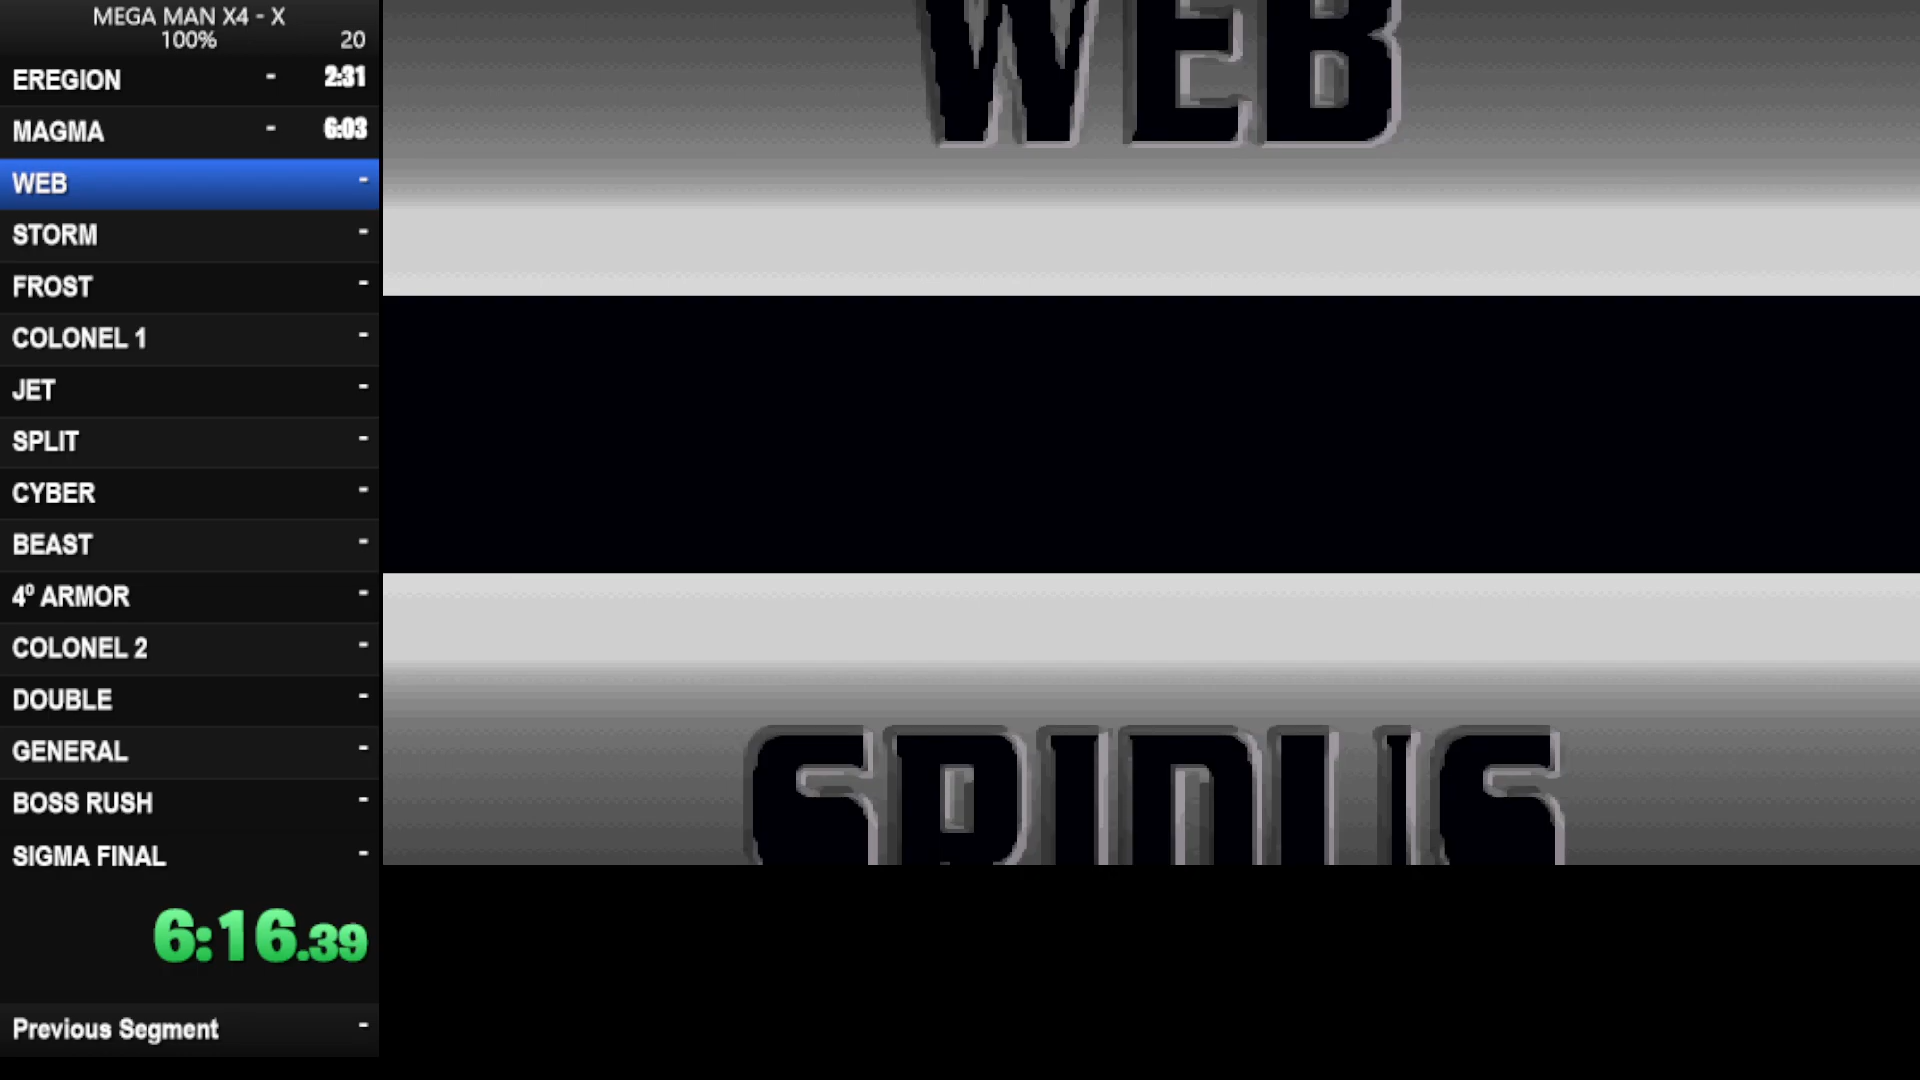 MEGA MAN X4 - X
100% 20
EREGION - 2:31
MAGMA - 6:03
WEB -
STORM -
FROST -
COLONEL 1 -
JET -
SPLIT -
CYBER -
BEAST -
4º ARMOR -
COLONEL 2 -
DOUBLE -
GENERAL -
BOSS RUSH -
SIGMA FINAL -
6:16.39
Previous Segment -
WEB
SPIDUS